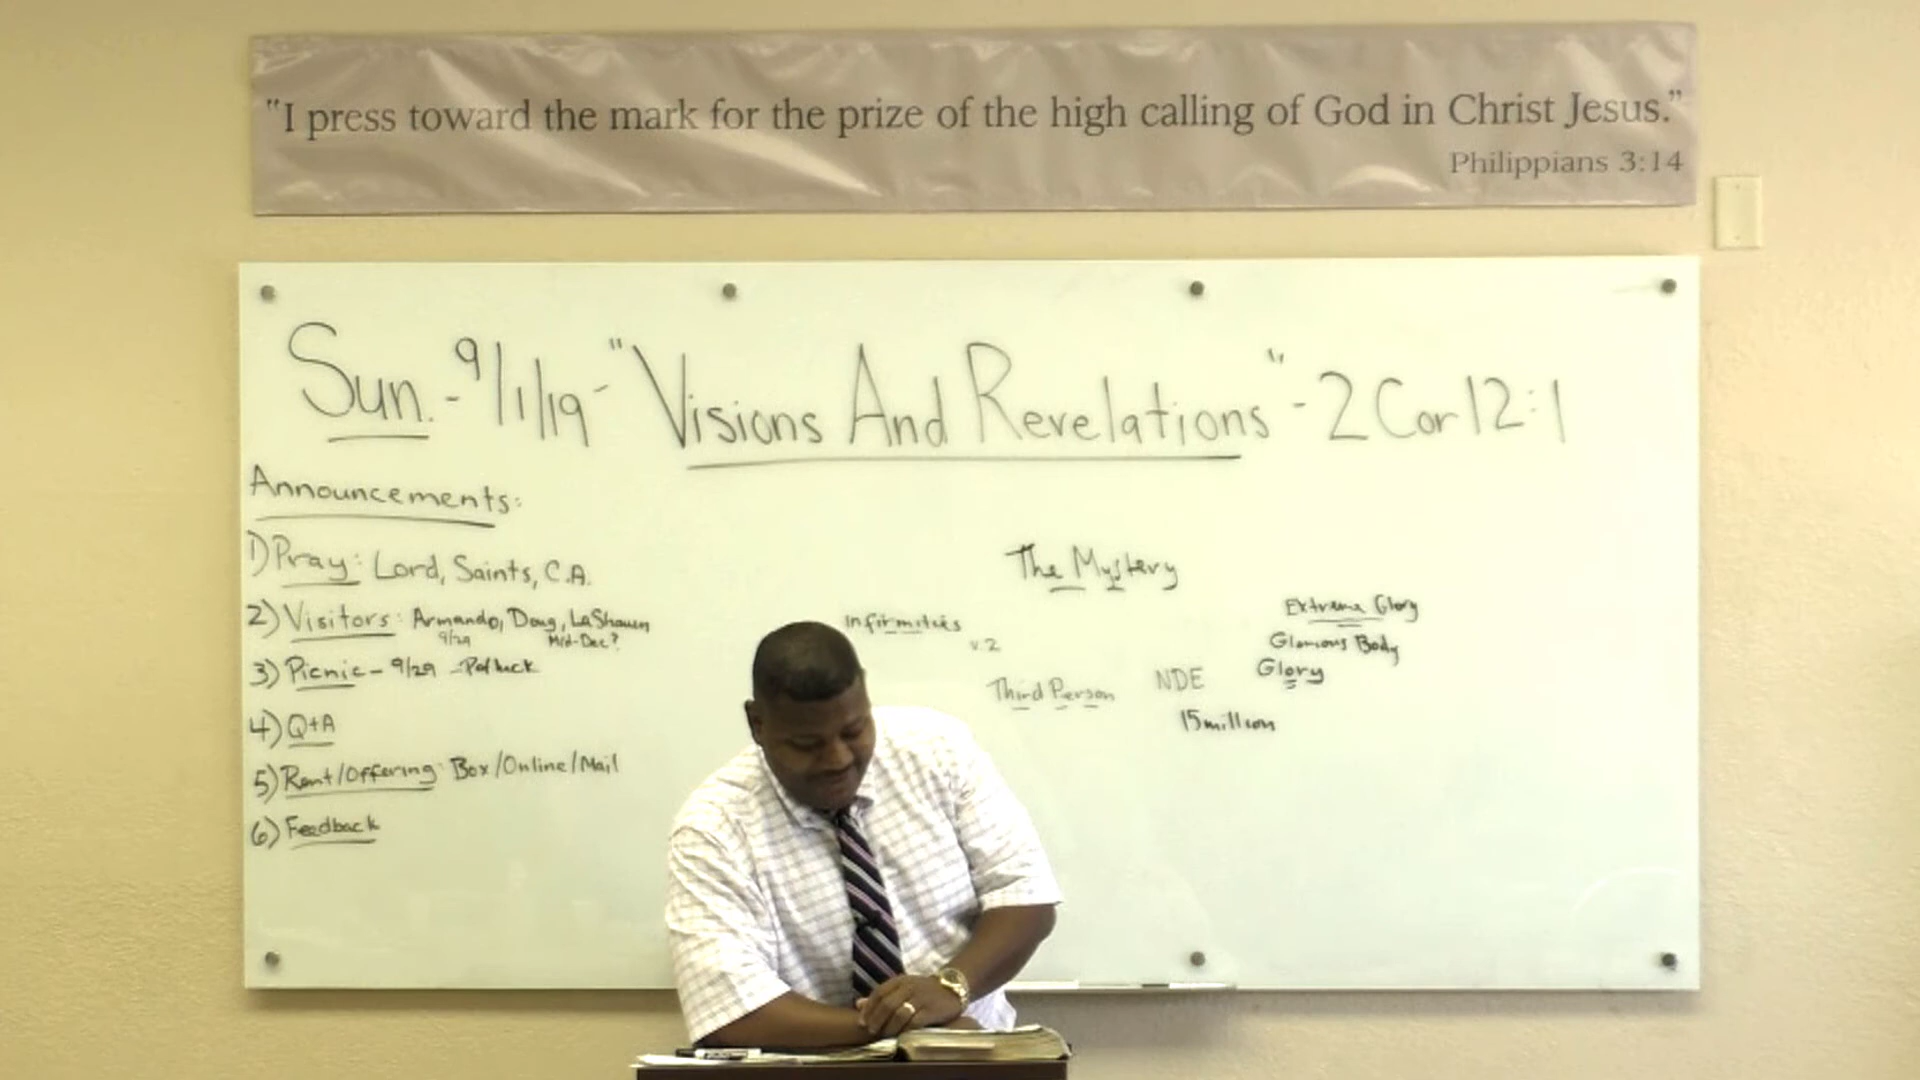 "I press toward the mark for the prize of the high calling of God in Christ Jesus."
Philippians 3:14
Sun. - 9/1/19 - "Visions And Revelations" - 2 Cor 12:1
Announcements:
1) Pray: Lord, Saints, C.A.
2) Visitors: Armando, Doug, LaShawn
9/29 Mid-Dec?
3) Picnic - 9/29 - Potluck
4) Q+A
5) Rent/Offering: Box/Online/Mail
6) Feedback
The Mystery
Infirmities
v.2
Third Person
NDE
15 million
Extreme Glory
Glorious Body
Glory